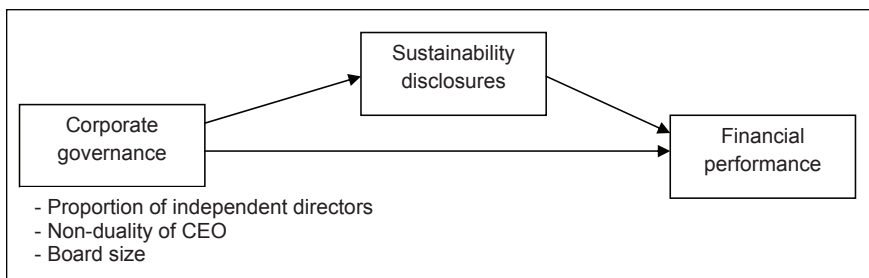 Sustainability
disclosures
Corporate
governance
Financial
performance
- Proportion of independent directors
- Non-duality of CEO
- Board size